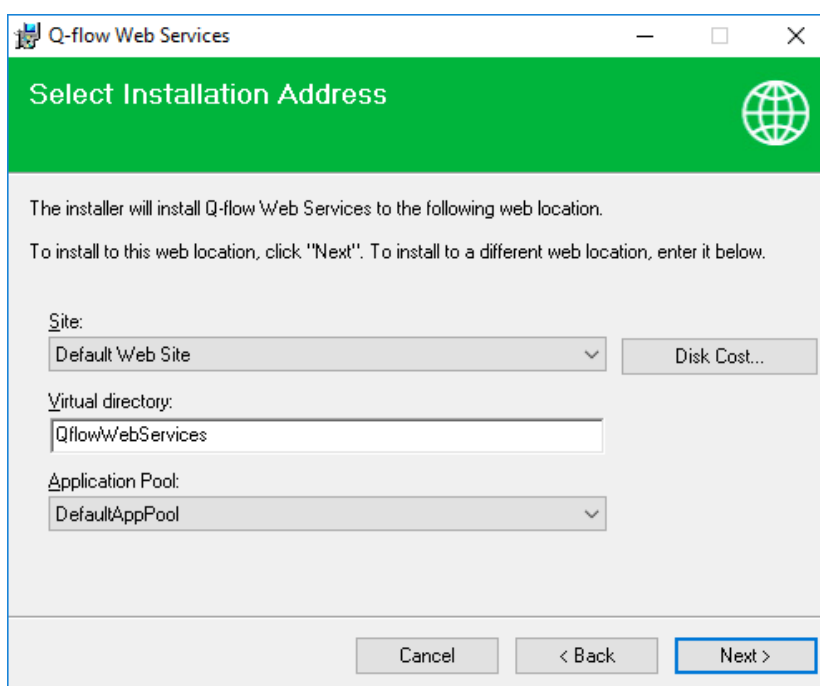 Q-flow Web Services
Select Installation Address
The installer will install Q-flow Web Services to the following web location.
To install to this web location, click "Next". To install to a different web location, enter it below.
Site:
Default Web Site
Disk Cost...
Virtual directory:
QflowWebServices
Application Pool:
DefaultAppPool
Cancel
< Back
Next >